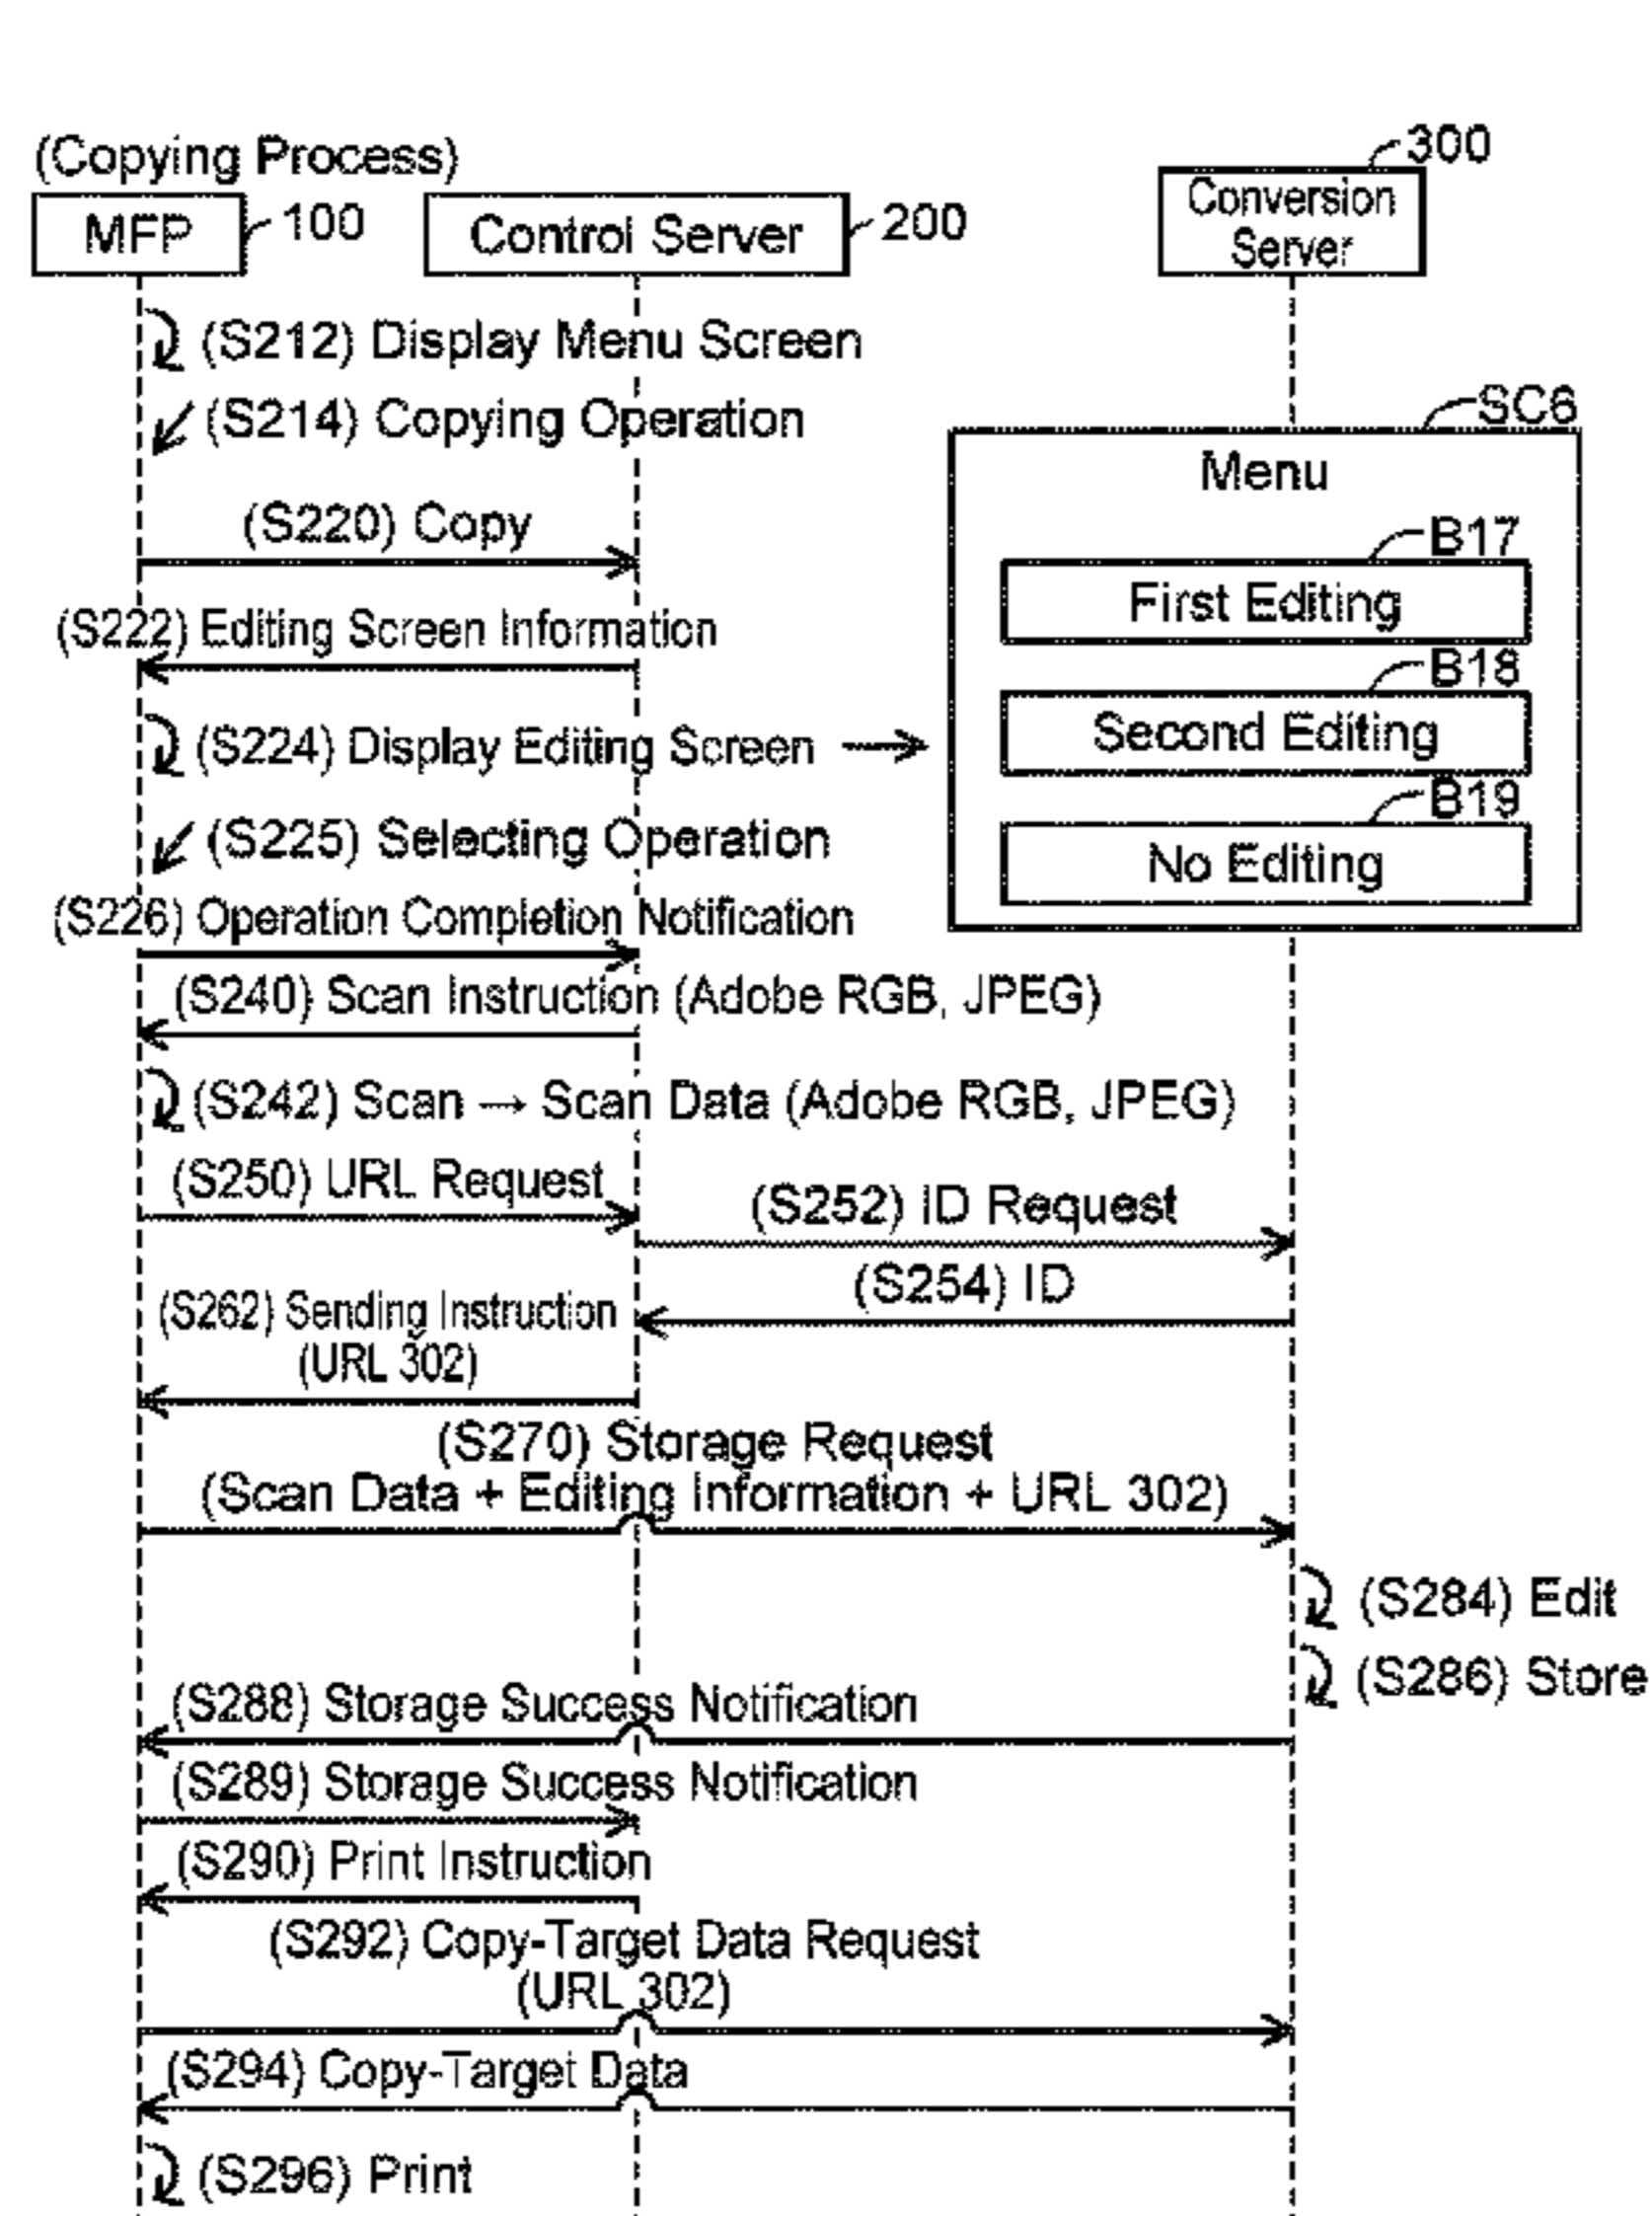 (Copying Process)
MFP
100
Control Server
200
Conversion
Server
300
(S212) Display Menu Screen
(S214) Copying Operation
SC6
Menu
(S220) Copy
B17
First Editing
(S222) Editing Screen Information
B18
Second Editing
(S224) Display Editing Screen →
B19
No Editing
(S225) Selecting Operation
(S226) Operation Completion Notification
(S240) Scan Instruction (Adobe RGB, JPEG)
(S242) Scan → Scan Data (Adobe RGB, JPEG)
(S250) URL Request
(S252) ID Request
(S254) ID
(S262) Sending Instruction
(URL 302)
(S270) Storage Request
(Scan Data + Editing Information + URL 302)
(S284) Edit
(S286) Store
(S288) Storage Success Notification
(S289) Storage Success Notification
(S290) Print Instruction
(S292) Copy-Target Data Request
(URL 302)
(S294) Copy-Target Data
(S296) Print